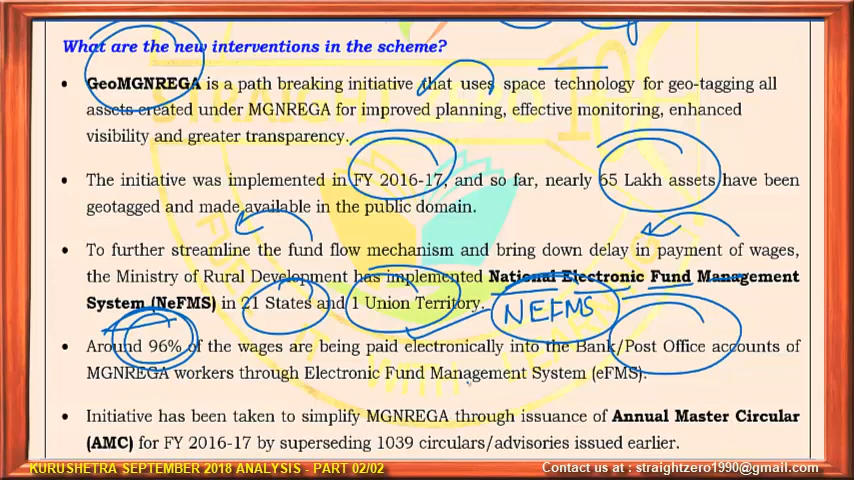 What are the new interventions in the scheme?
• GeoMGNREGA is a path breaking initiative that uses space technology for geo-tagging all
assets created under MGNREGA for improved planning, effective monitoring, enhanced
visibility and greater transparency.
• The initiative was implemented in FY 2016-17, and so far, nearly 65 Lakh assets have been
geotagged and made available in the public domain.
• To further streamline the fund flow mechanism and bring down delay in payment of wages,
the Ministry of Rural Development has implemented National Electronic Fund Management
System (NeFMS) in 21 States and 1 Union Territory.
NEFMS
• Around 96% of the wages are being paid electronically into the Bank/Post Office accounts of
MGNREGA workers through Electronic Fund Management System (eFMS).
• Initiative has been taken to simplify MGNREGA through issuance of Annual Master Circular
(AMC) for FY 2016-17 by superseding 1039 circulars/advisories issued earlier.
KURUSHETRA SEPTEMBER 2018 ANALYSIS - PART 02/02
Contact us at : straightzero1990@gmail.com